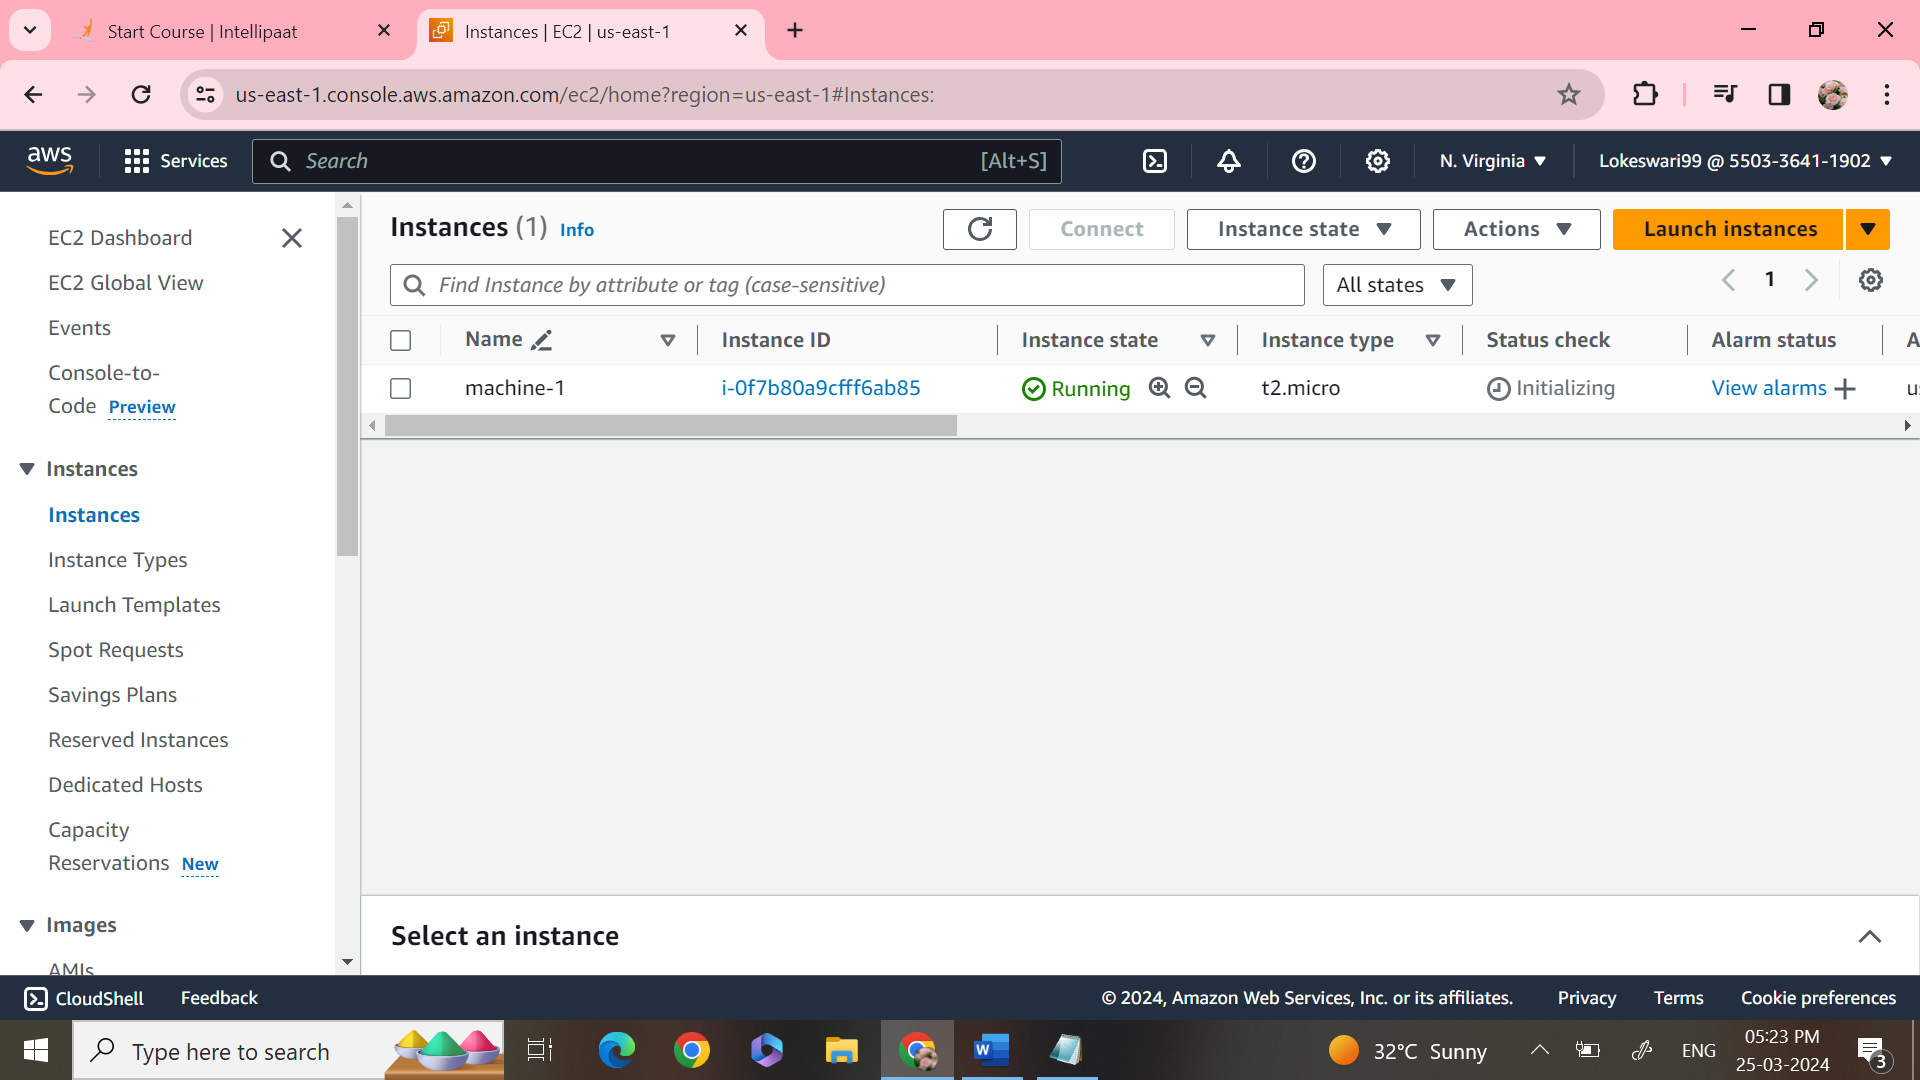 Start Course | Intellipaat
Instances | EC2 | us-east-1
us-east-1.console.aws.amazon.com/ec2/home?region=us-east-1#Instances:
aws
Services
Search
[Alt+S]
N. Virginia
Lokeswari99 @ 5503-3641-1902
EC2 Dashboard
EC2 Global View
Events
Console-to-
Code Preview
Instances
Instances
Instance Types
Launch Templates
Spot Requests
Savings Plans
Reserved Instances
Dedicated Hosts
Capacity
Reservations New
Images
AMIs
Instances (1) Info
Connect
Instance state
Actions
Launch instances
Find Instance by attribute or tag (case-sensitive)
All states
1
Name
Instance ID
Instance state
Instance type
Status check
Alarm status
A
machine-1
i-0f7b80a9cfff6ab85
Running
t2.micro
Initializing
View alarms
us
Select an instance
CloudShell
Feedback
© 2024, Amazon Web Services, Inc. or its affiliates.
Privacy
Terms
Cookie preferences
Type here to search
32°C Sunny
ENG
05:23 PM
25-03-2024
3